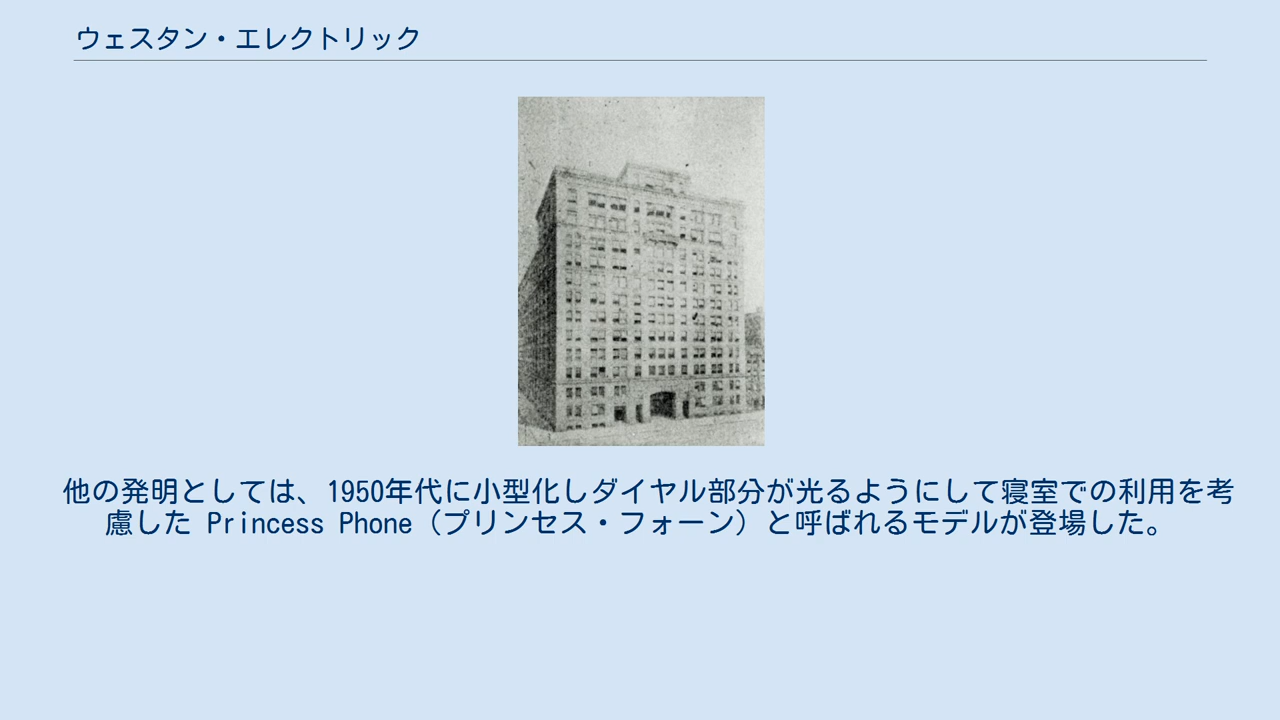 ウェスタン・エレクトリック
他の発明としては、1950年代に小型化しダイヤル部分が光るようにして寝室での利用を考
慮した Princess Phone（プリンセス・フォーン）と呼ばれるモデルが登場した。